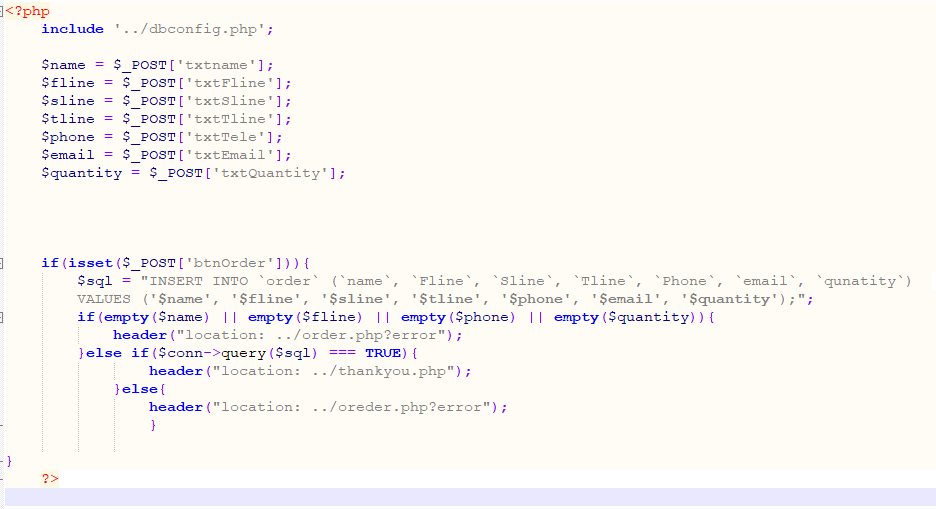 <?php
include '../dbconfig.php';
$name = $_POST['txtname'];
$fline = $_POST['txtFline'];
$sline = $_POST['txtSline'];
$tline = $_POST['txtTline'];
$phone = $_POST['txtTele'];
$email = $_POST['txtEmail'];
$quantity = $_POST['txtQuantity'];
if(isset($_POST['btnOrder'])){
$sql = "INSERT INTO `order` (`name`, `Fline`, `Sline`, `Tline`, `Phone`, `email`, `qunatity`)
VALUES ('$name', '$fline', '$sline', '$tline', '$phone', '$email', '$quantity');";
if(empty($name) || empty($fline) || empty($phone) || empty($quantity)){
header("location: ../order.php?error");
}else if($conn->query($sql) === TRUE){
header("location: ../thankyou.php");
}else{
header("location: ../oreder.php?error");
}
}
?>